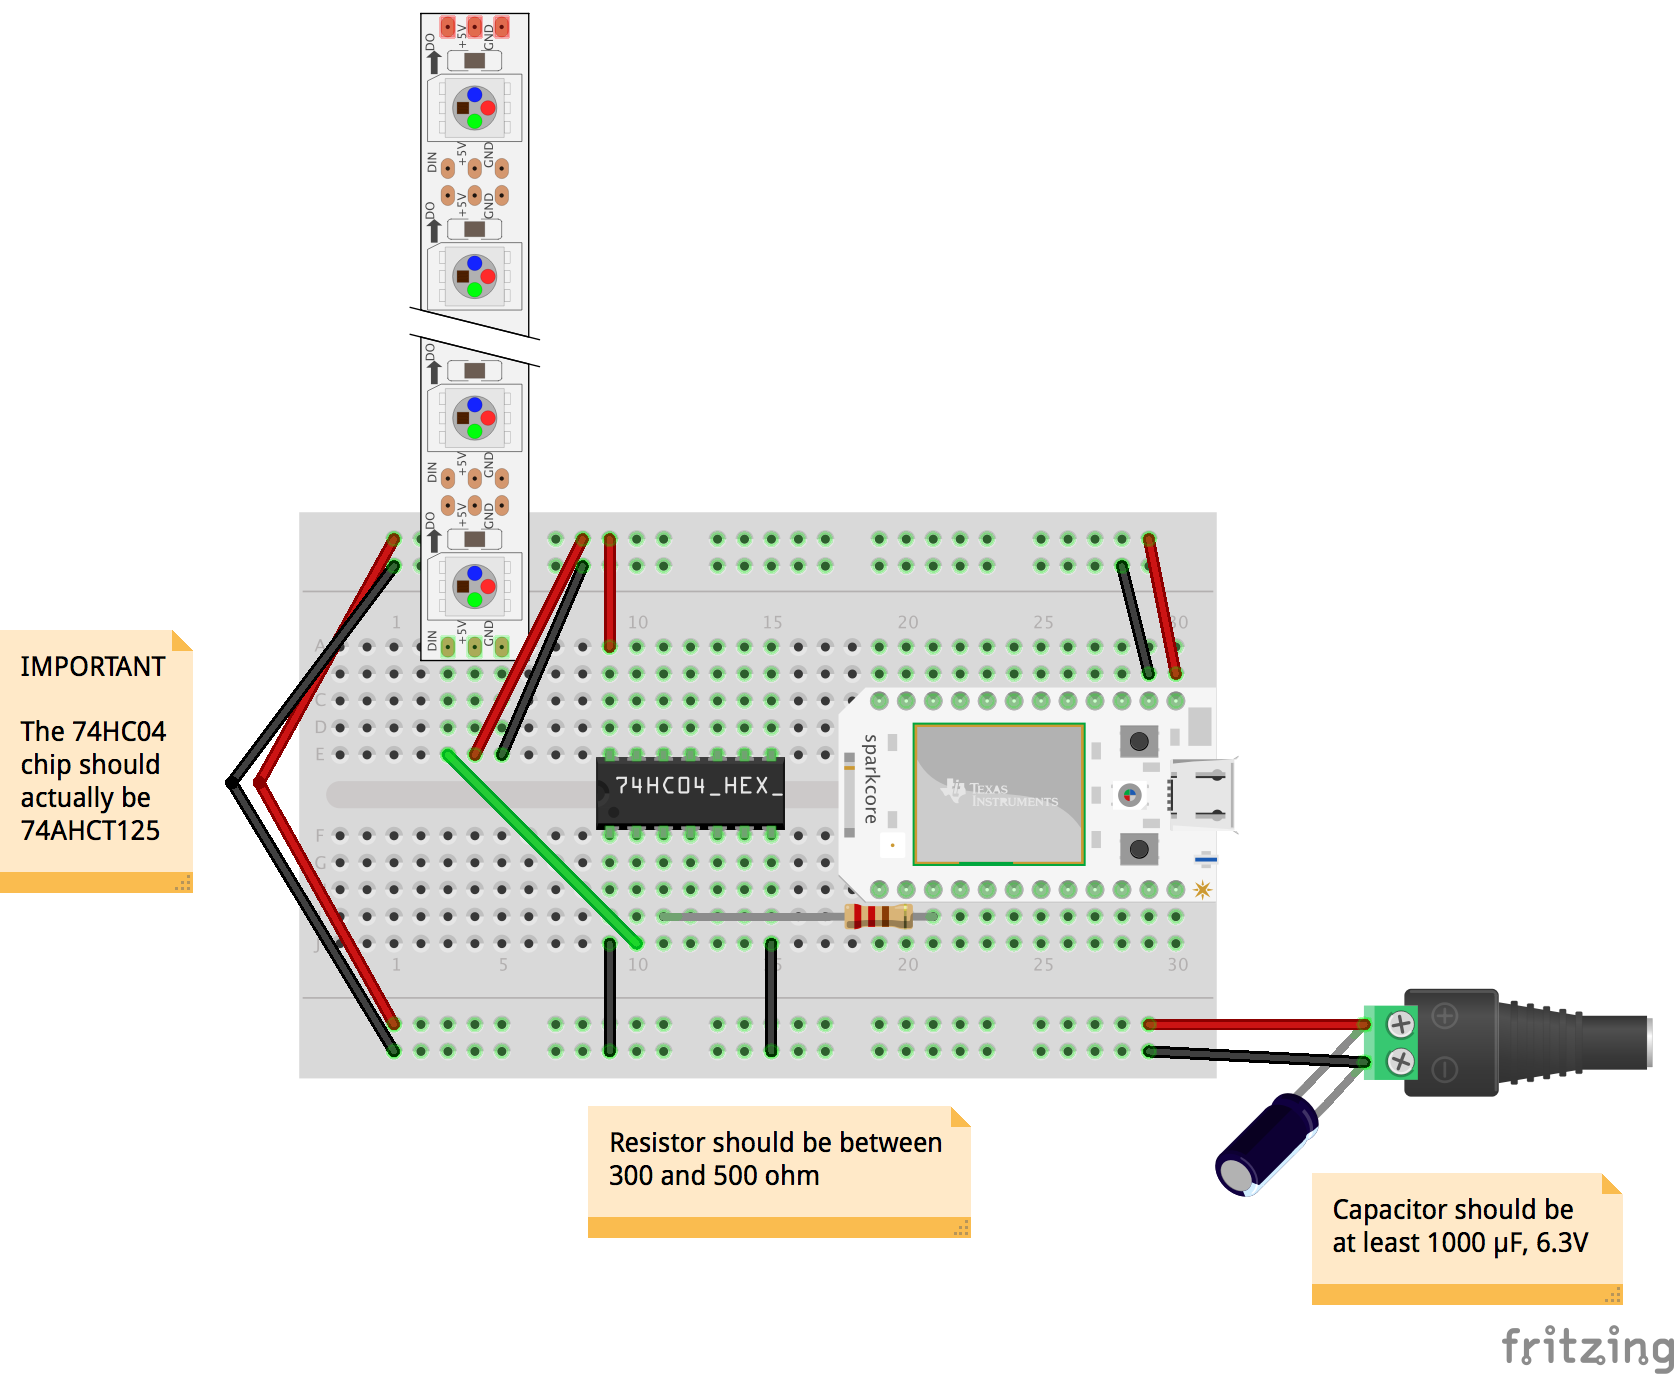 DO +5V GND
DIN +5V GND
DO +5V GND
DO
DIN +5V GND
DO +5V GND
DIN +5V GND
1 10 15 20 25 30
A
C
D
E
74HC04_HEX_
sparkcore
TEXAS
INSTRUMENTS
F
G
J
1 5 10 5 20 25 30
IMPORTANT
The 74HC04
chip should
actually be
74AHCT125
Resistor should be between
300 and 500 ohm
Capacitor should be
at least 1000 µF, 6.3V
fritzing